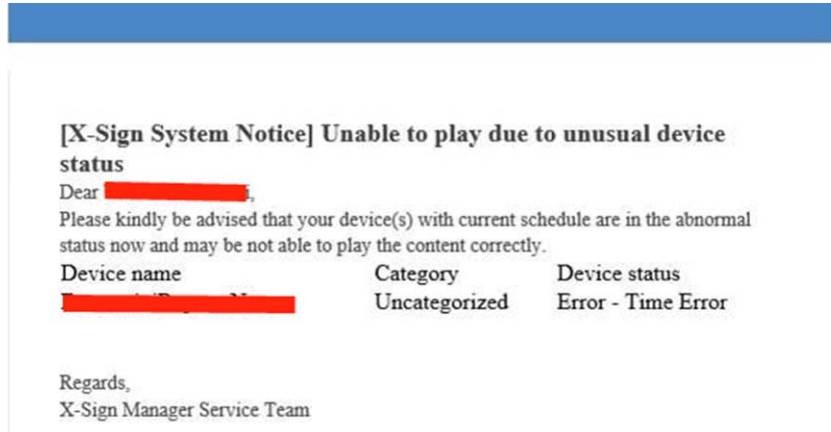 [X-Sign System Notice] Unable to play due to unusual device
status
Dear
Please kindly be advised that your device(s) with current schedule are in the abnormal
status now and may be not able to play the content correctly.
Device name Category Device status
Uncategorized Error - Time Error
Regards,
X-Sign Manager Service Team